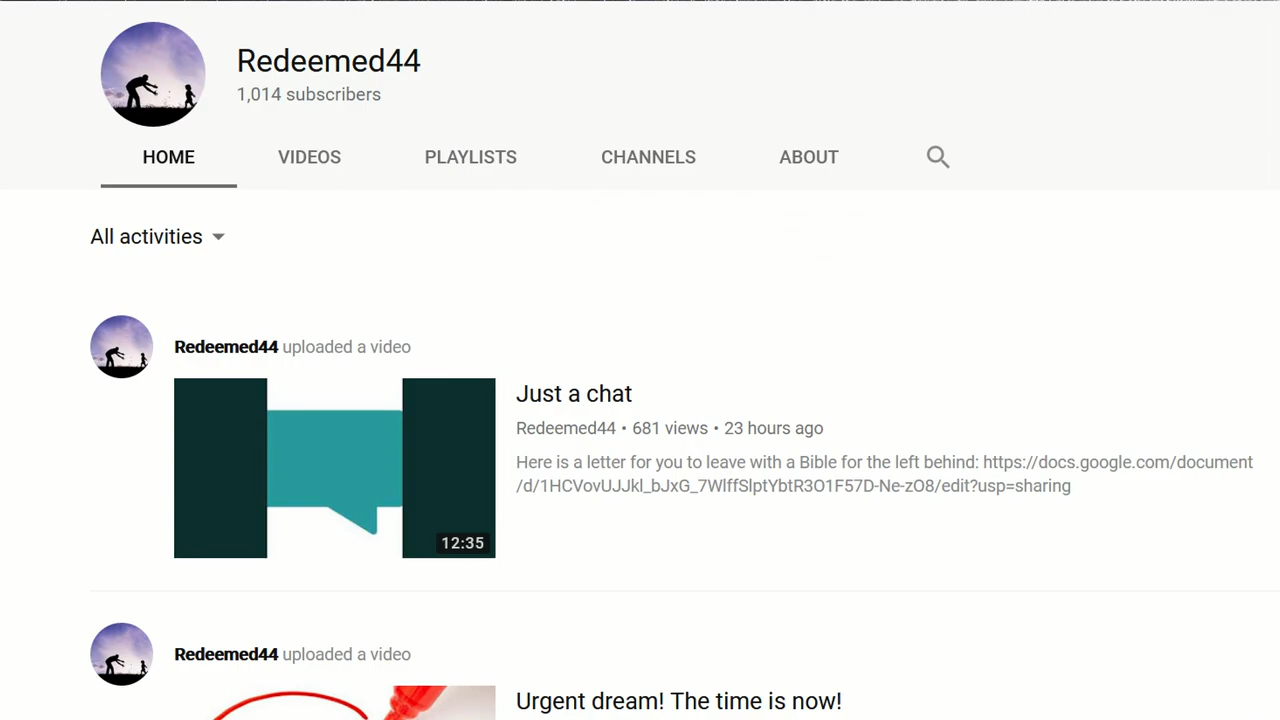 Redeemed44
1,014 subscribers
HOME VIDEOS PLAYLISTS CHANNELS ABOUT
All activities
Redeemed44 uploaded a video
Just a chat
Redeemed44 • 681 views • 23 hours ago
Here is a letter for you to leave with a Bible for the left behind: https://docs.google.com/document
/d/1HCVovUJJkl_bJxG_7WlffSlptYbtR3O1F57D-Ne-zO8/edit?usp=sharing
12:35
Redeemed44 uploaded a video
Urgent dream! The time is now!